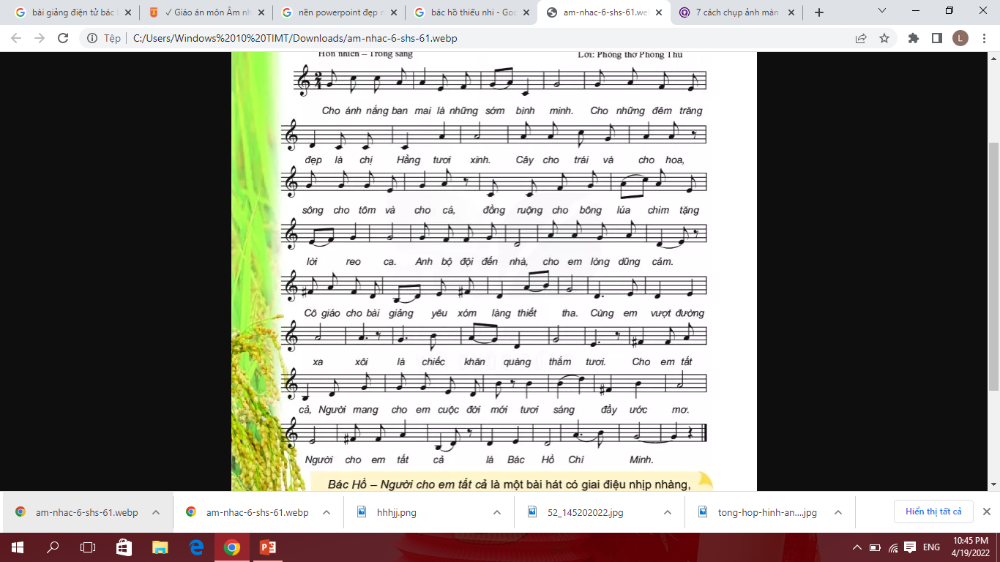 bài giảng điện tử bác
✓ Giáo án môn Âm nh
nền powerpoint đẹp
bác hồ thiếu nhi - Goo
am-nhac-6-shs-61.we
7 cách chụp ảnh màn
Tệp
C:/Users/Windows%2010%20TIMT/Downloads/am-nhac-6-shs-61.webp
L
Hồn nhiên – Trong sáng
Lời: Phỏng thơ Phong Thu
2
4
Cho ánh nắng ban mai là những sớm bình minh. Cho những đêm trăng
đẹp là chị Hằng tươi xinh. Cây cho trái và cho hoa,
sông cho tôm và cho cá, đồng ruộng cho bông lúa chim tặng
lời reo ca. Anh bộ đội đến nhà, cho em lòng dũng cảm.
Cô giáo cho bài giảng yêu xóm làng thiết tha. Cùng em vượt đường
xa xôi là chiếc khăn quàng thắm tươi. Cho em tất
cả, Người mang cho em cuộc đời mới tươi sáng đầy ước mơ.
Người cho em tất cả là Bác Hồ Chí Minh.
Bác Hồ – Người cho em tất cả là một bài hát có giai điệu nhịp nhàng,
am-nhac-6-shs-61.webp
am-nhac-6-shs-61.webp
hhhjj.png
52_145202022.jpg
tong-hop-hinh-an....jpg
Hiển thị tất cả
ENG
10:45 PM
4/19/2022